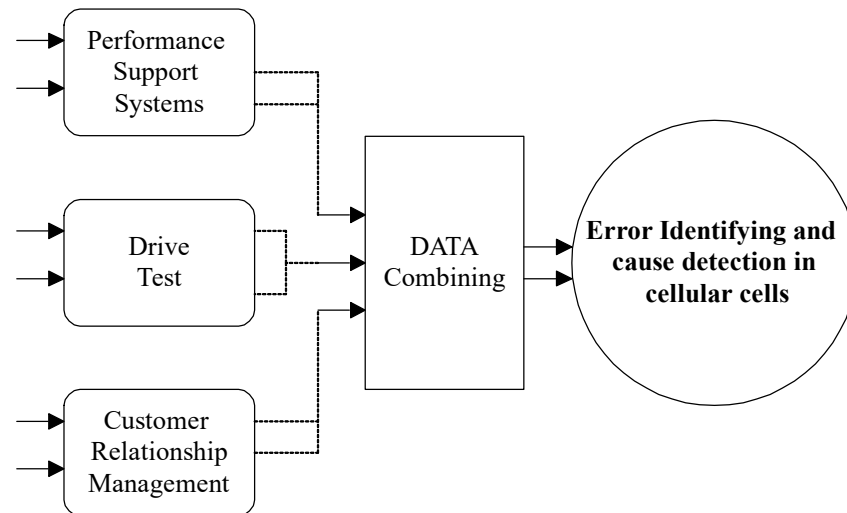 Performance
Support
Systems
Drive
Test
Customer
Relationship
Management
DATA
Combining
Error Identifying and
cause detection in
cellular cells